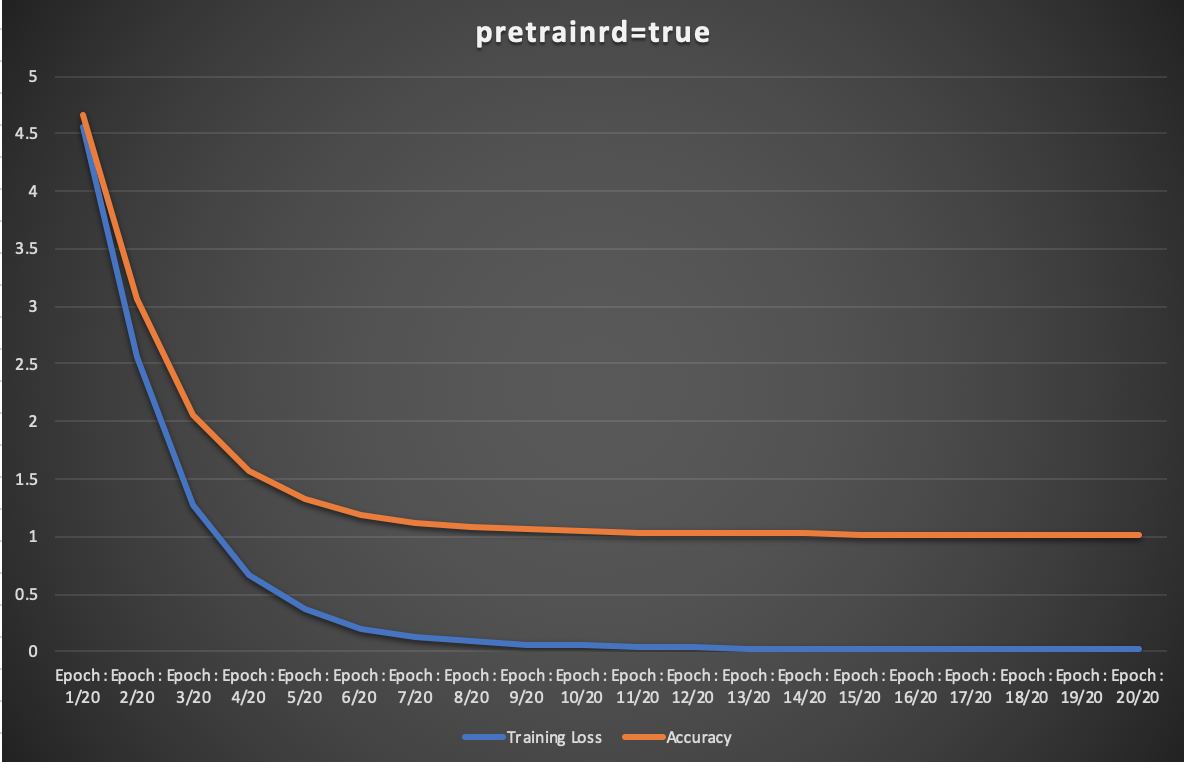 pretrainrd=true
5
4.5
4
3.5
3
2.5
2
1.5
1
0.5
0
Epoch : Epoch : Epoch : Epoch : Epoch : Epoch : Epoch : Epoch : Epoch : Epoch : Epoch : Epoch : Epoch : Epoch : Epoch : Epoch : Epoch : Epoch : Epoch : Epoch :
1/20 2/20 3/20 4/20 5/20 6/20 7/20 8/20 9/20 10/20 11/20 12/20 13/20 14/20 15/20 16/20 17/20 18/20 19/20 20/20
Training Loss Accuracy